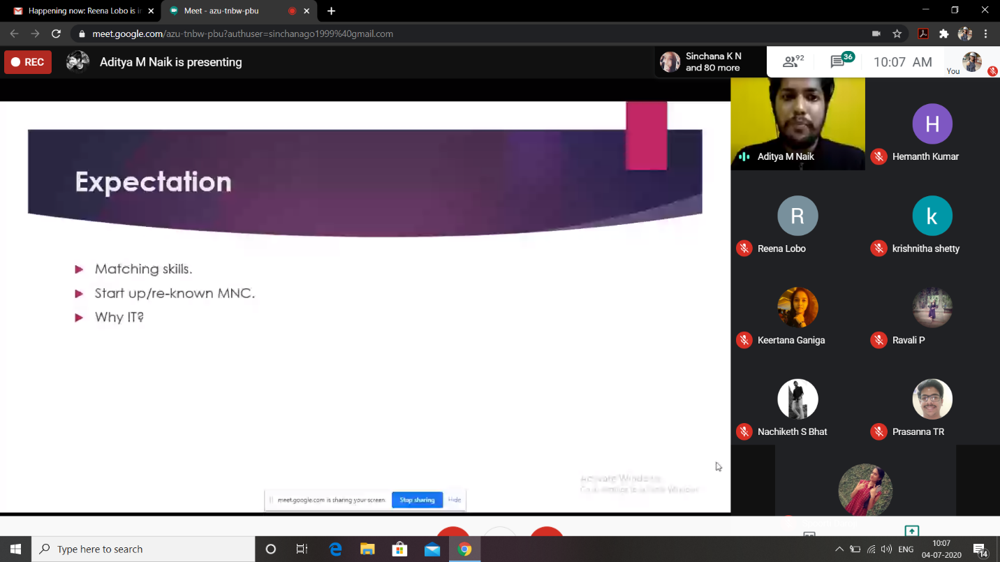 Happening now: Reena Lobo is in
Meet - azu-tnbw-pbu
meet.google.com/azu-tnbw-pbu?authuser=sinchanago1999%40gmail.com
REC
Aditya M Naik is presenting
Sinchana K N
and 80 more
92
36
10:07 AM
You
Expectation
Matching skills.
Start up/re-known MNC.
Why IT?
Aditya M Naik
H
Hemanth Kumar
R
Reena Lobo
k
krishnitha shetty
Keertana Ganiga
Ravali P
Nachiketh S Bhat
Prasanna TR
Activate Windows
meet.google.com is sharing your screen.
Stop sharing
Hide
Type here to search
ENG
10:07
04-07-2020
14